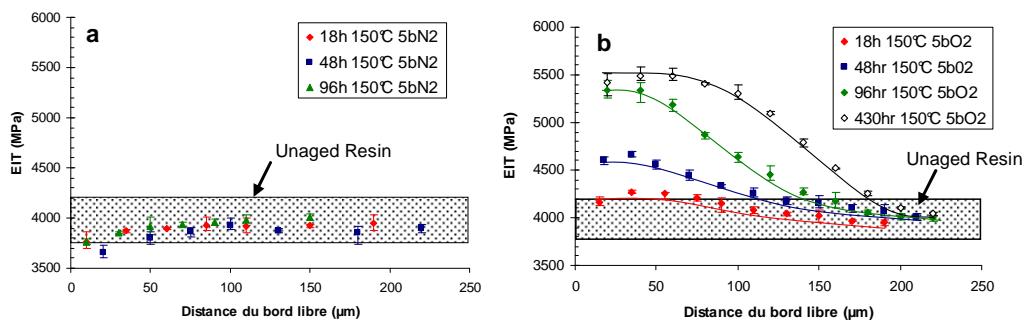 a
18h 150°C 5bN2
48h 150°C 5bN2
96h 150°C 5bN2
Unaged Resin
6000
5500
5000
4500
4000
3500
EIT (MPa)
0 50 100 150 200 250
Distance du bord libre (µm)
b
18h 150°C 5bO2
48hr 150°C 5b02
96hr 150°C 5bO2
430hr 150°C 5bO2
Unaged Resin
6000
5500
5000
4500
4000
3500
EIT (MPa)
0 50 100 150 200 250
Distance du bord libre (µm)